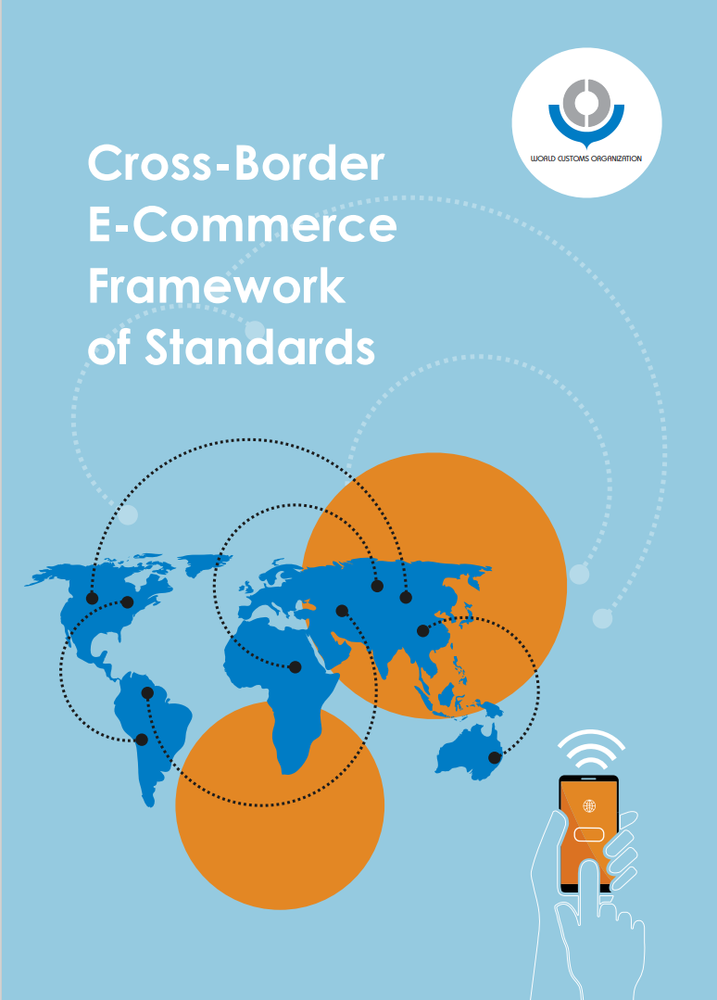 WORLD CUSTOMS ORGANIZATION
Cross-Border
E-Commerce
Framework
of Standards